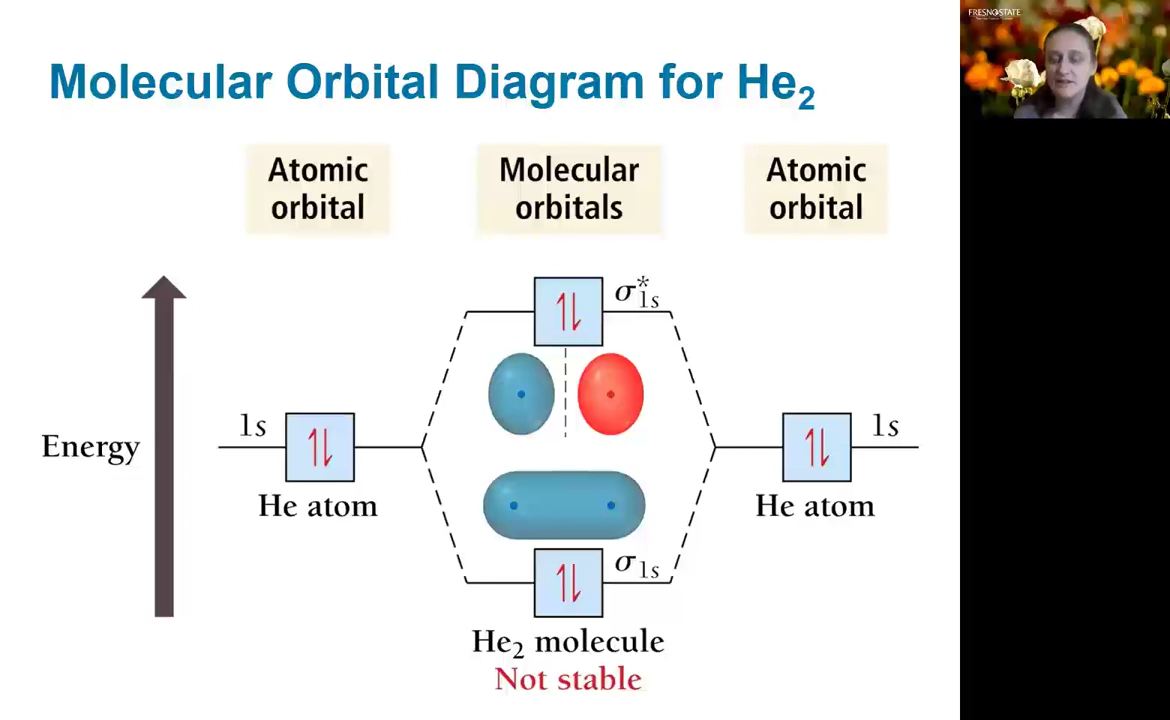 FRESNO STATE
Molecular Orbital Diagram for He₂
Atomic orbital
Molecular orbitals
Atomic orbital
σ*1s
1s
1s
Energy
He atom
He atom
σ1s
He₂ molecule
Not stable